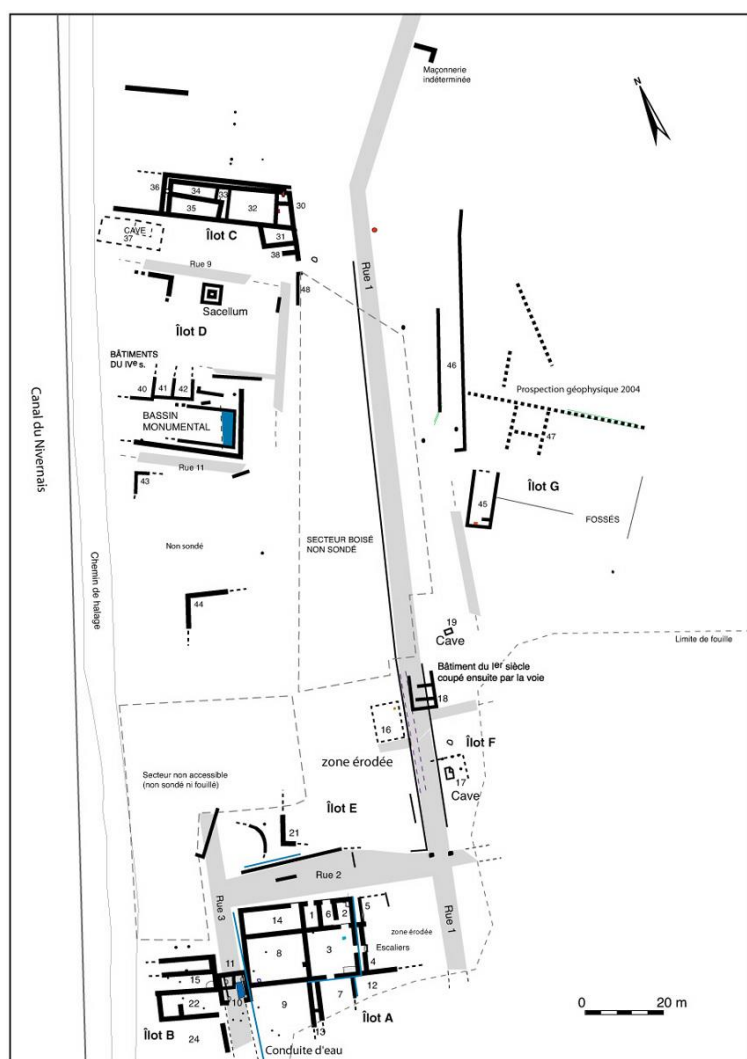 Maçonnerie
indéterminée
36
34
33
30
35
32
CAVE
37
Îlot C
31
38
Rue 9
48
Sacellum
Îlot D
Rue 1
BÂTIMENTS
DU IVe s.
40
41
42
BASSIN
MONUMENTAL
Rue 11
43
46
Prospection géophysique 2004
47
Îlot G
45
FOSSÉS
Canal du Nivernais
Chemin de halage
Non sondé
SECTEUR BOISÉ
NON SONDÉ
44
19
Cave
Limite de fouille
Bâtiment du Ier siècle
coupé ensuite par la voie
18
16
Îlot F
zone érodée
17
Cave
Secteur non accessible
(non sondé ni fouillé)
Îlot E
21
Rue 2
Rue 3
Rue 1
14
1
6
2
5
zone érodée
Escaliers
8
3
4
11
15
10
12
7
9
22
13
24
Îlot B
Îlot A
Conduite d'eau
0
20 m